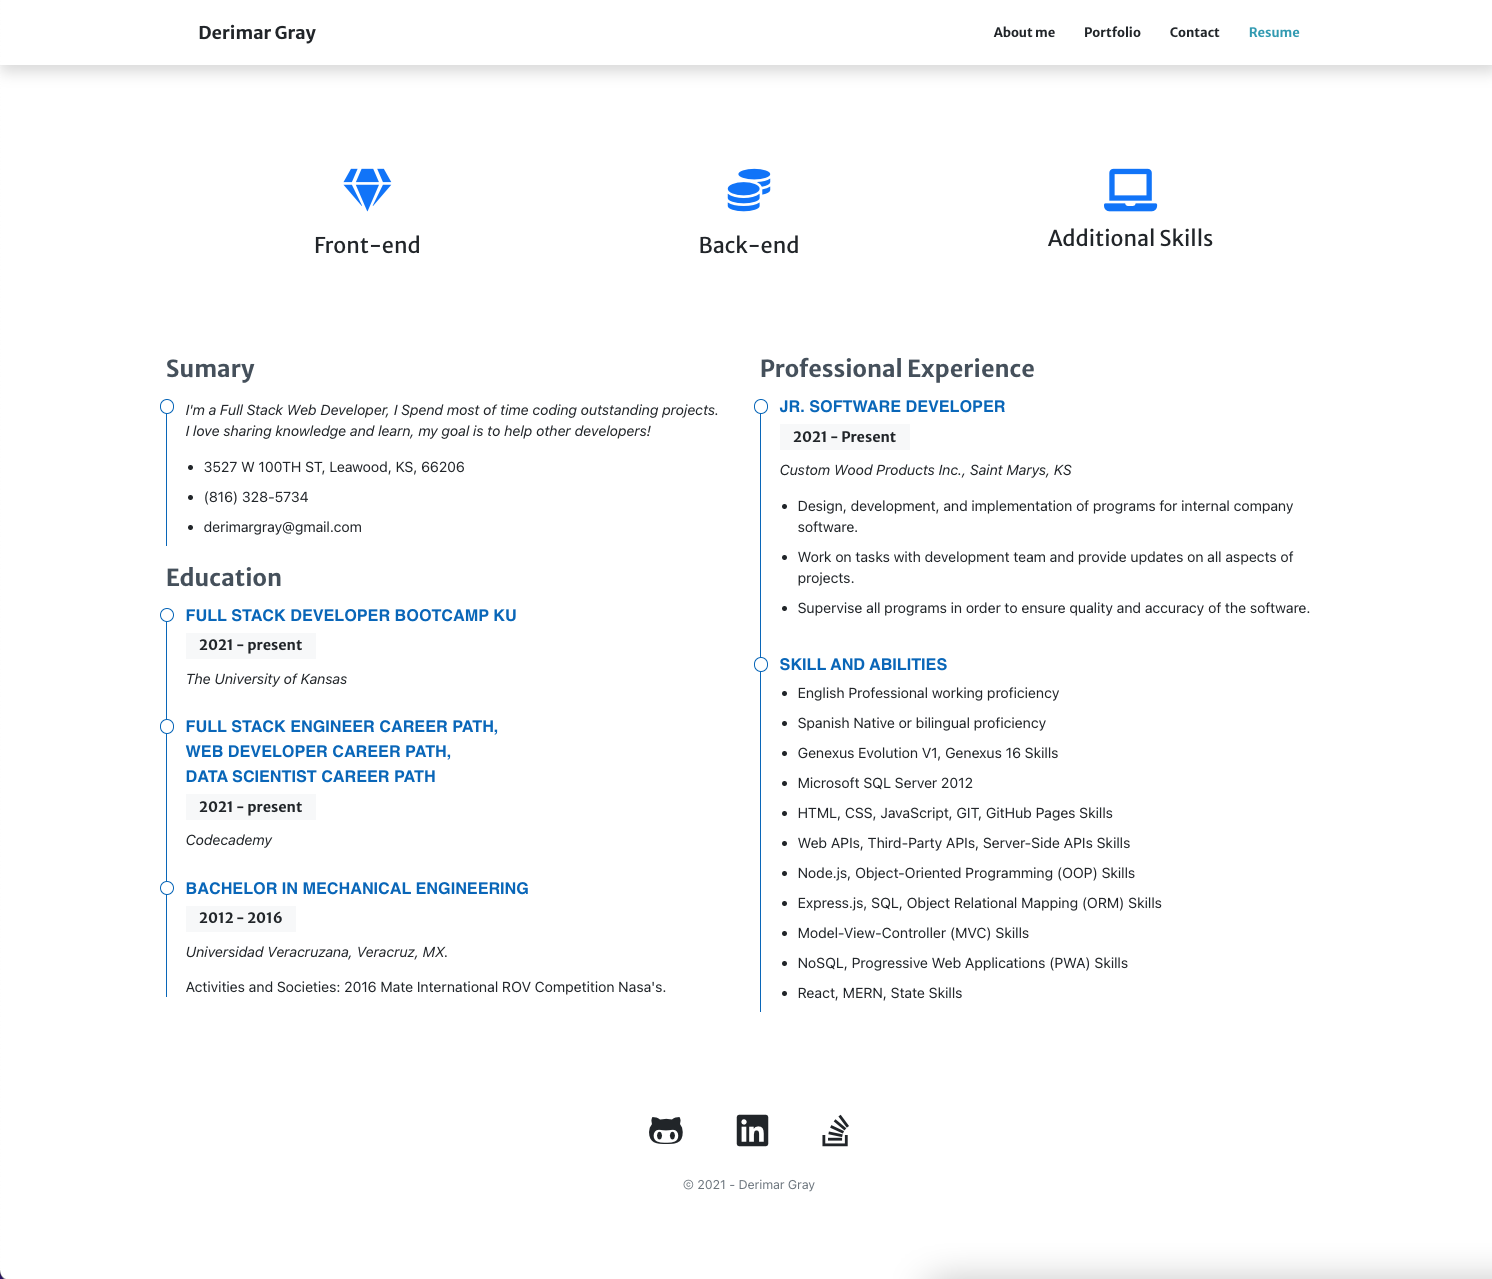 Derimar Gray
About me
Portfolio
Contact
Resume
Front-end
Back-end
Additional Skills
Sumary
I'm a Full Stack Web Developer, I Spend most of time coding outstanding projects.
I love sharing knowledge and learn, my goal is to help other developers!
3527 W 100TH ST, Leawood, KS, 66206
(816) 328-5734
derimargray@gmail.com
Education
FULL STACK DEVELOPER BOOTCAMP KU
2021 - present
The University of Kansas
FULL STACK ENGINEER CAREER PATH,
WEB DEVELOPER CAREER PATH,
DATA SCIENTIST CAREER PATH
2021 - present
Codecademy
BACHELOR IN MECHANICAL ENGINEERING
2012 - 2016
Universidad Veracruzana, Veracruz, MX.
Activities and Societies: 2016 Mate International ROV Competition Nasa's.
Professional Experience
JR. SOFTWARE DEVELOPER
2021 - Present
Custom Wood Products Inc., Saint Marys, KS
Design, development, and implementation of programs for internal company
software.
Work on tasks with development team and provide updates on all aspects of
projects.
Supervise all programs in order to ensure quality and accuracy of the software.
SKILL AND ABILITIES
English Professional working proficiency
Spanish Native or bilingual proficiency
Genexus Evolution V1, Genexus 16 Skills
Microsoft SQL Server 2012
HTML, CSS, JavaScript, GIT, GitHub Pages Skills
Web APIs, Third-Party APIs, Server-Side APIs Skills
Node.js, Object-Oriented Programming (OOP) Skills
Express.js, SQL, Object Relational Mapping (ORM) Skills
Model-View-Controller (MVC) Skills
NoSQL, Progressive Web Applications (PWA) Skills
React, MERN, State Skills
in
© 2021 - Derimar Gray